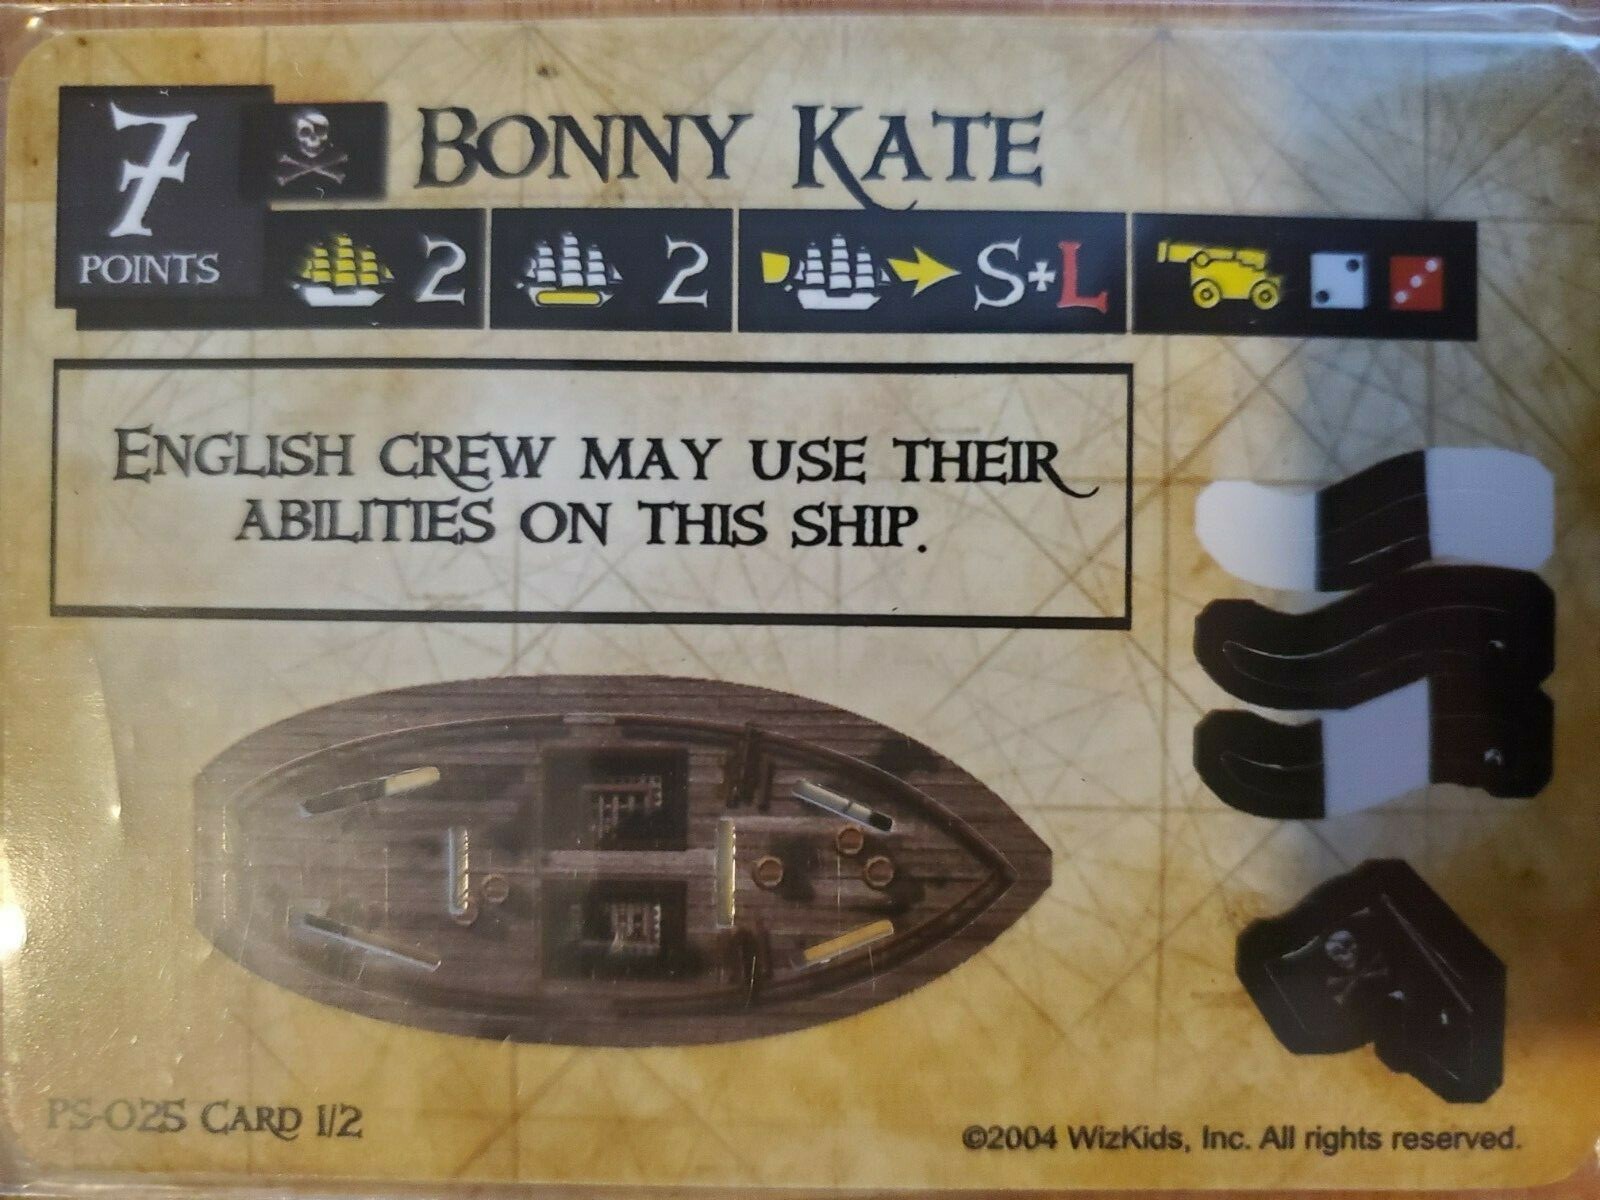 7
POINTS
BONNY KATE
2 2 S+L
ENGLISH CREW MAY USE THEIR
ABILITIES ON THIS SHIP.
PS-025 CARD 1/2
©2004 WizKids, Inc. All rights reserved.